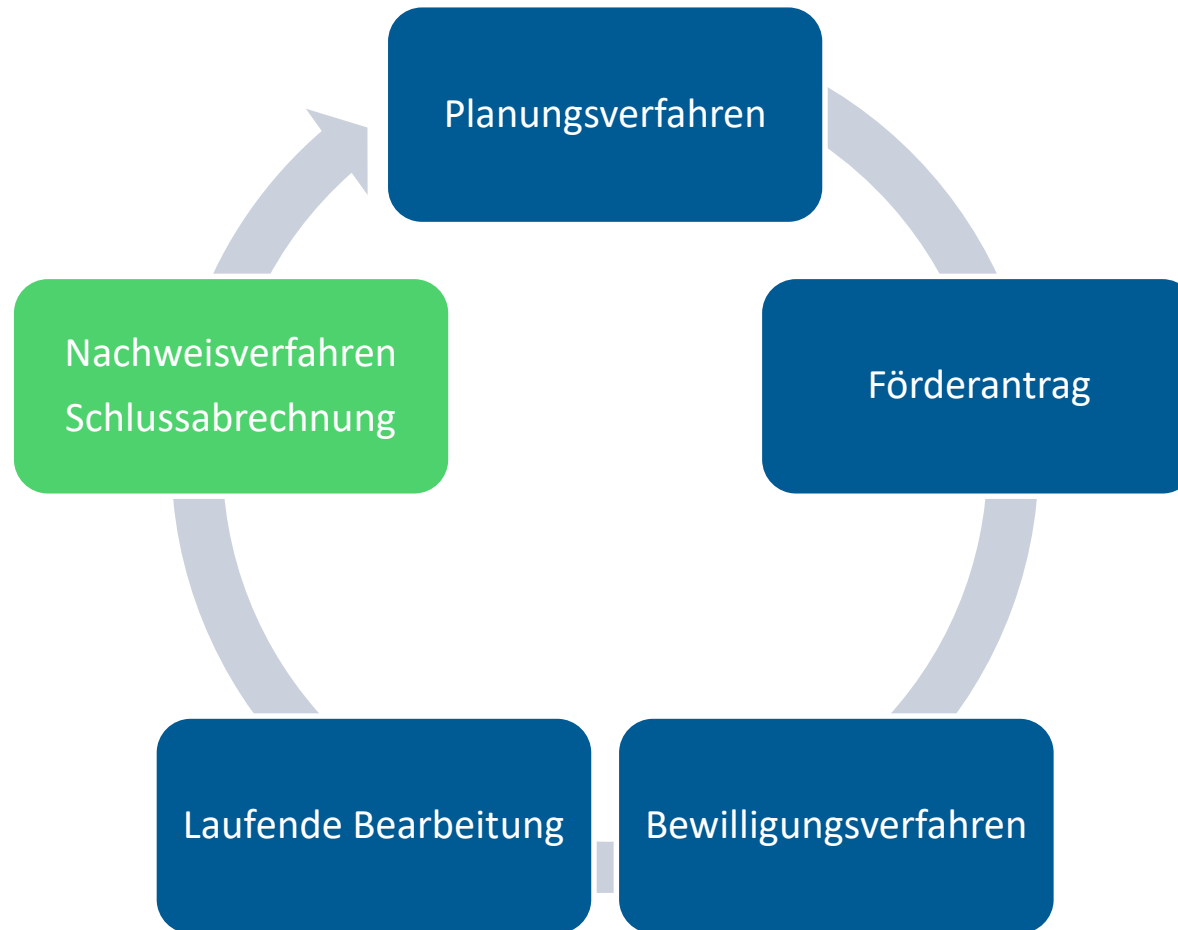 Planungsverfahren
Förderantrag
Bewilligungsverfahren
Laufende Bearbeitung
Nachweisverfahren
Schlussabrechnung